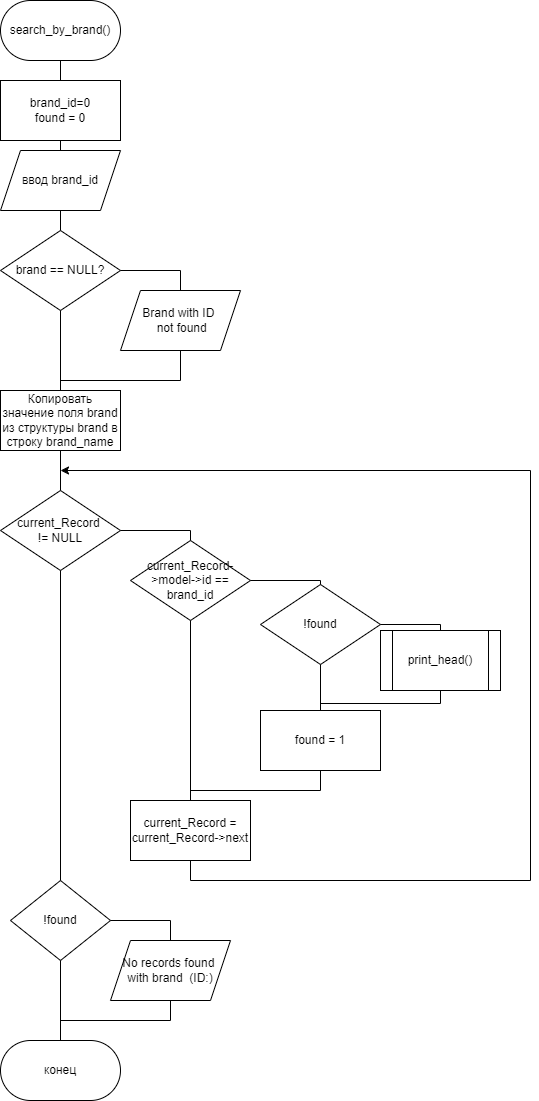 search_by_brand()
brand_id=0
found = 0
ввод brand_id
brand == NULL?
Brand with ID
not found
Копировать
значение поля brand
из структуры brand в
строку brand_name
current_Record
!= NULL
current_Record-
>model->id ==
brand_id
!found
print_head()
found = 1
current_Record =
current_Record->next
!found
No records found
with brand (ID:)
конец